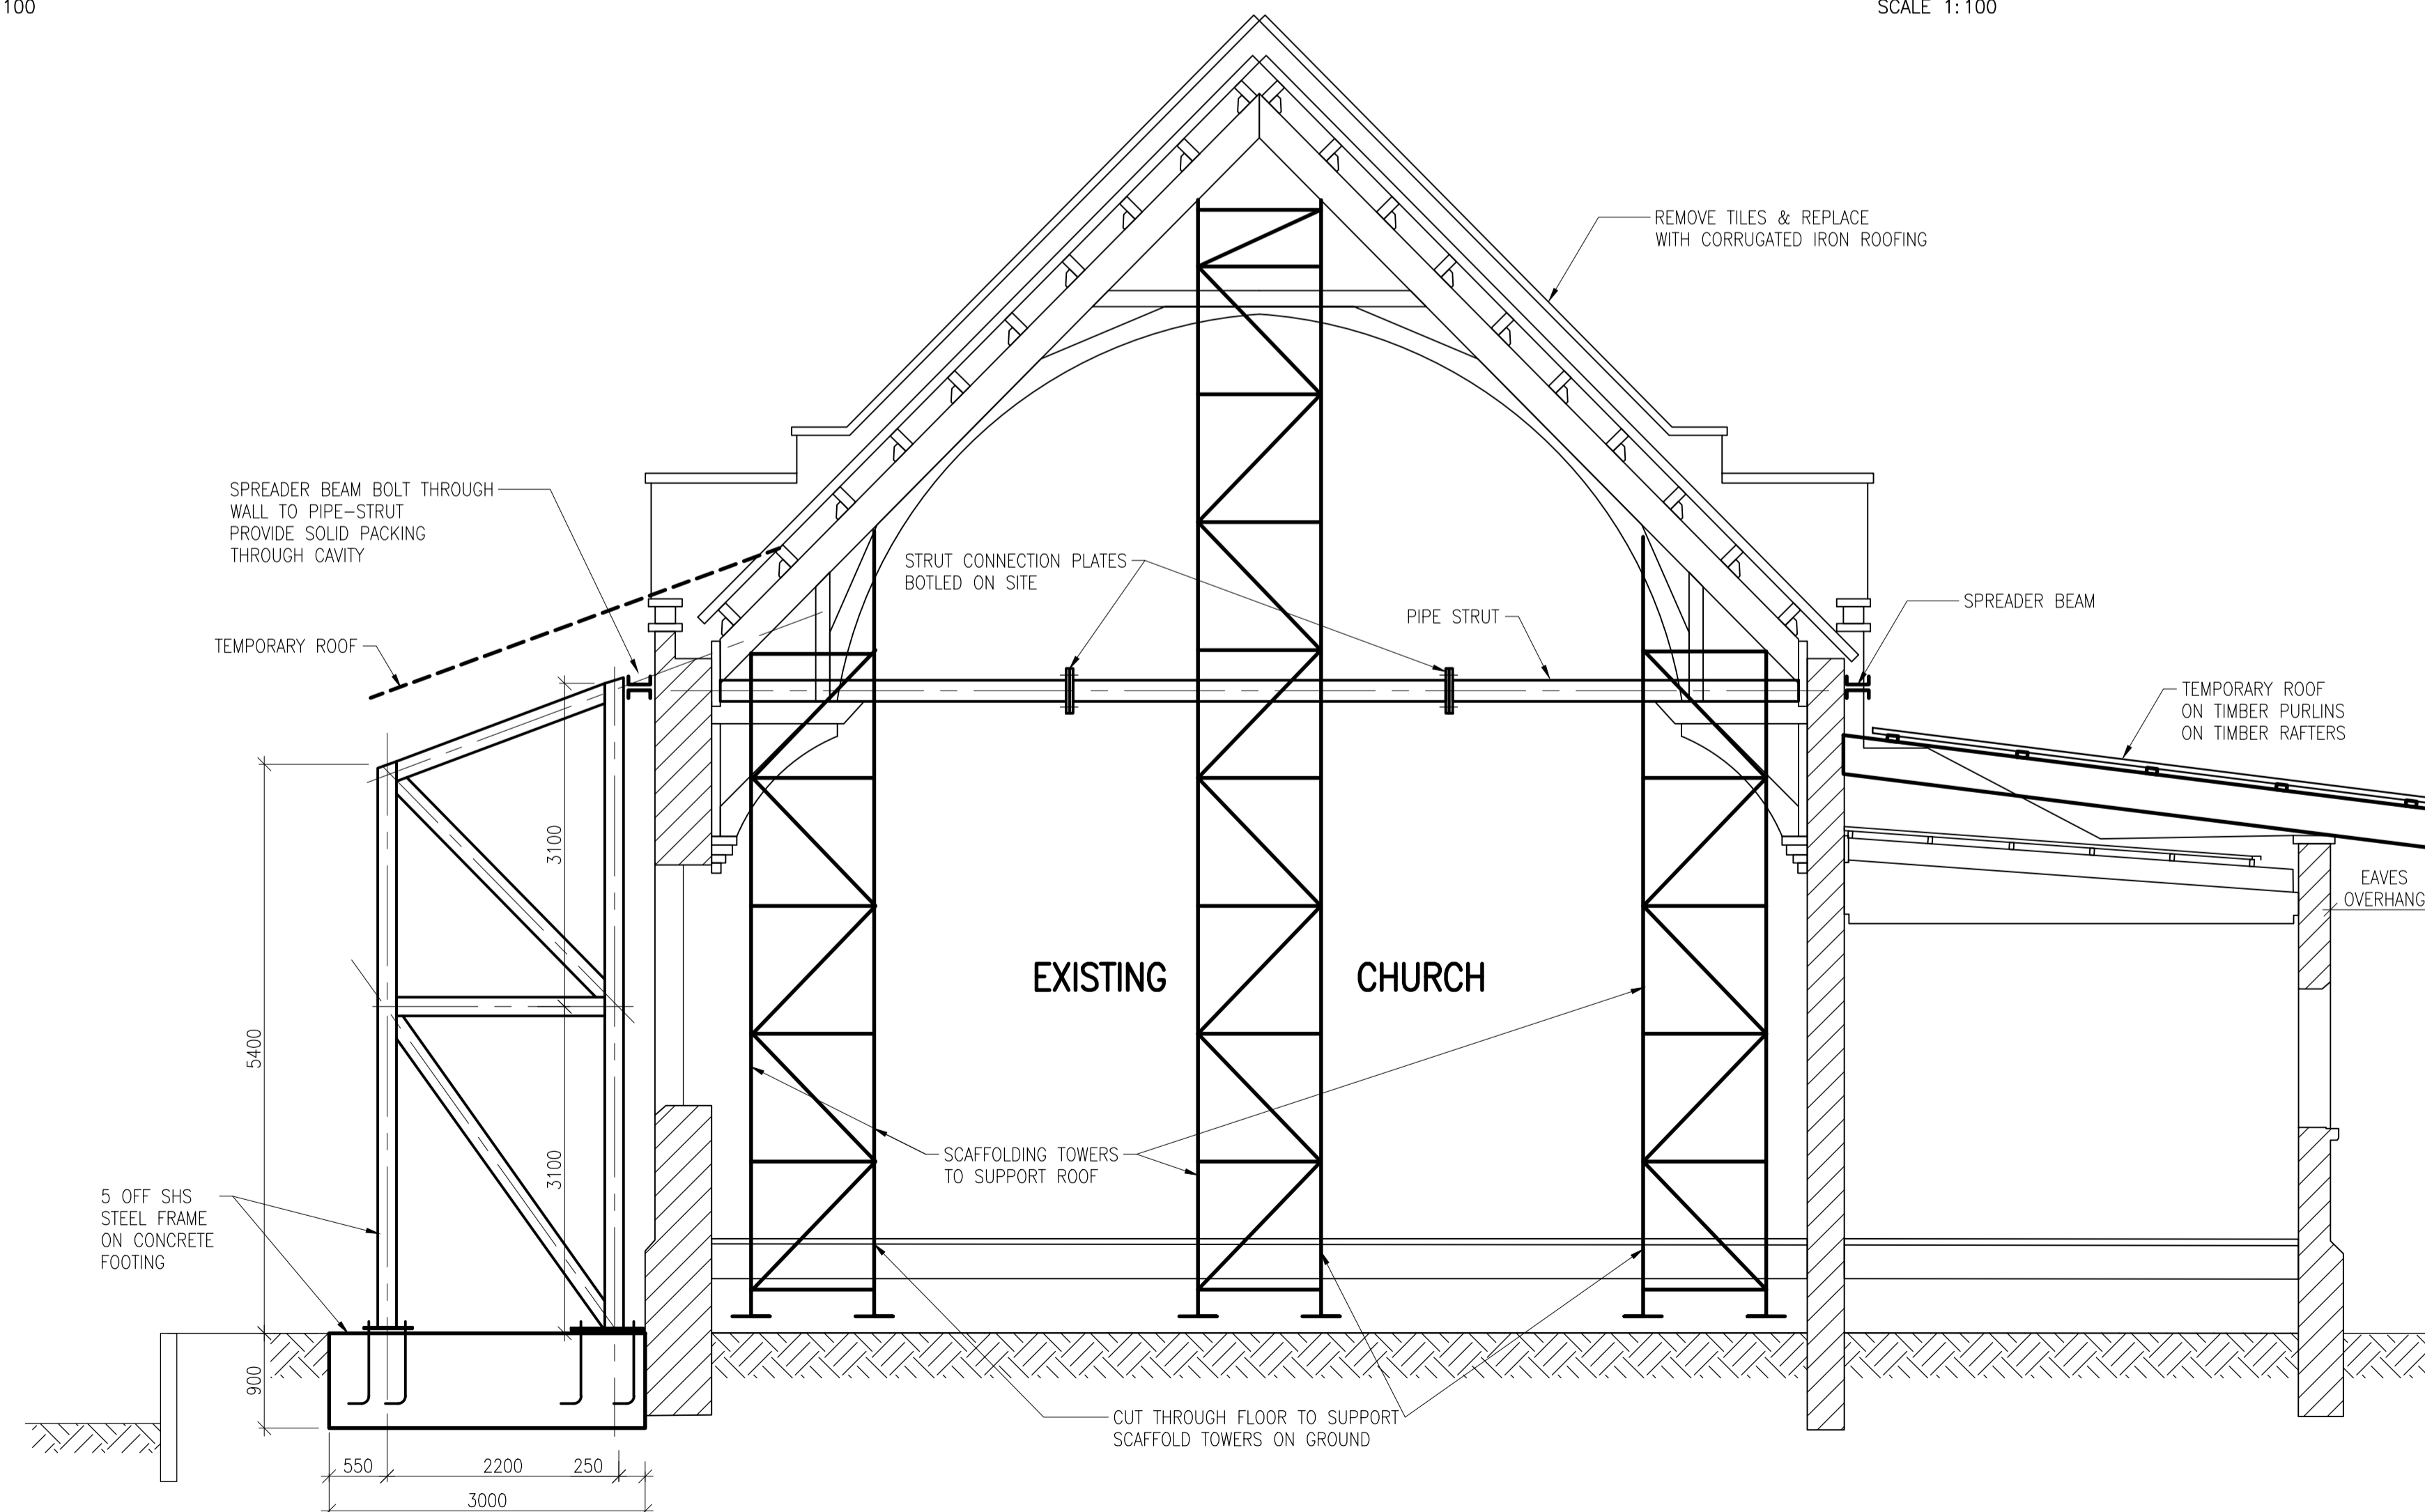 100
SCALE 1:100
REMOVE TILES & REPLACE
WITH CORRUGATED IRON ROOFING
SPREADER BEAM BOLT THROUGH
WALL TO PIPE-STRUT
PROVIDE SOLID PACKING
THROUGH CAVITY
STRUT CONNECTION PLATES
BOTLED ON SITE
PIPE STRUT
SPREADER BEAM
TEMPORARY ROOF
TEMPORARY ROOF
ON TIMBER PURLINS
ON TIMBER RAFTERS
3100
EAVES
OVERHANG
EXISTING CHURCH
5400
3100
SCAFFOLDING TOWERS
TO SUPPORT ROOF
5 OFF SHS
STEEL FRAME
ON CONCRETE
FOOTING
900
CUT THROUGH FLOOR TO SUPPORT
SCAFFOLD TOWERS ON GROUND
550 2200 250
3000